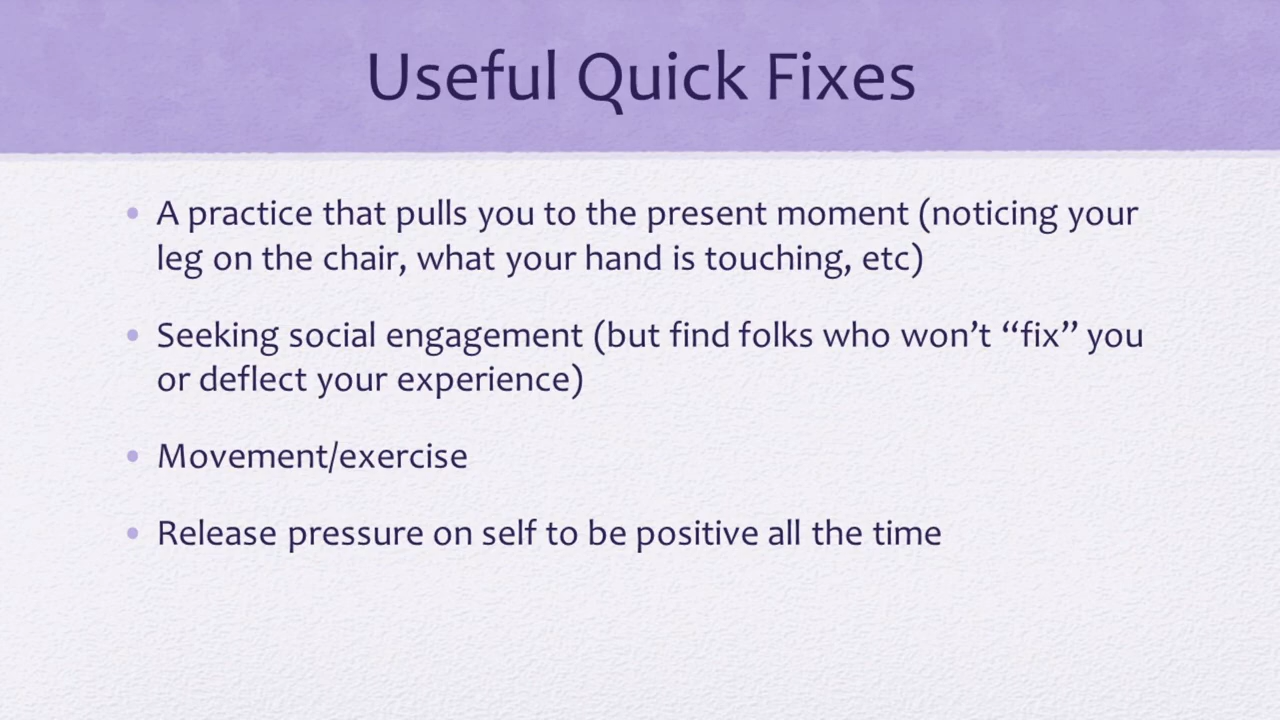 Useful Quick Fixes
• A practice that pulls you to the present moment (noticing your
leg on the chair, what your hand is touching, etc)
• Seeking social engagement (but find folks who won’t “fix” you
or deflect your experience)
• Movement/exercise
• Release pressure on self to be positive all the time